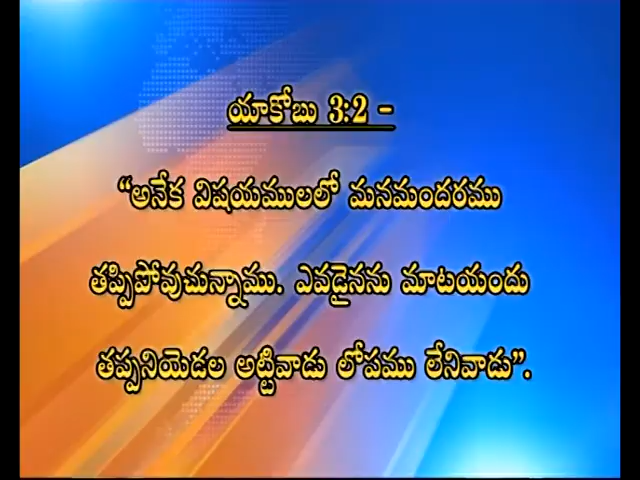 యాకోబు 3:2 -
“అనేక విషయములలో మనమందరము
తప్పిపోవుచున్నాము. ఎవడైనను మాటయందు
తప్పనియెడల అట్టివాడు లోపము లేనివాడు”.